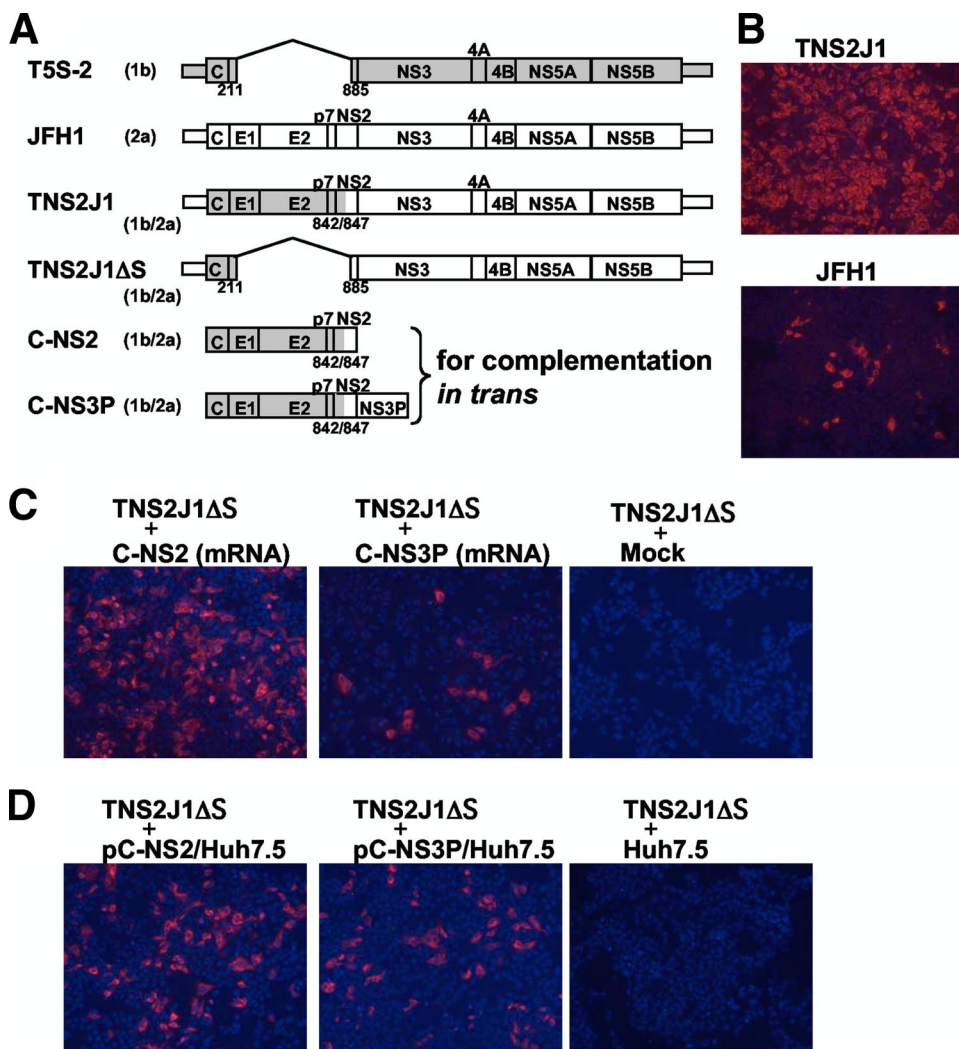 A
T5S-2 (1b) C 4A NS3 4B NS5A NS5B
211 885
p7 NS2 4A
JFH1 (2a) C E1 E2 NS3 4B NS5A NS5B
p7 NS2 4A
TNS2J1 C E1 E2 NS3 4B NS5A NS5B
(1b/2a) 842/847
TNS2J1ΔS C NS3 4B NS5A NS5B
(1b/2a) 211 885
p7 NS2
C-NS2 (1b/2a) C E1 E2
842/847
p7 NS2
C-NS3P (1b/2a) C E1 E2 NS3P
842/847
for complementation
in trans
B
TNS2J1
JFH1
C
TNS2J1ΔS
+
C-NS2 (mRNA)
TNS2J1ΔS
+
C-NS3P (mRNA)
TNS2J1ΔS
+
Mock
D
TNS2J1ΔS
+
pC-NS2/Huh7.5
TNS2J1ΔS
+
pC-NS3P/Huh7.5
TNS2J1ΔS
+
Huh7.5